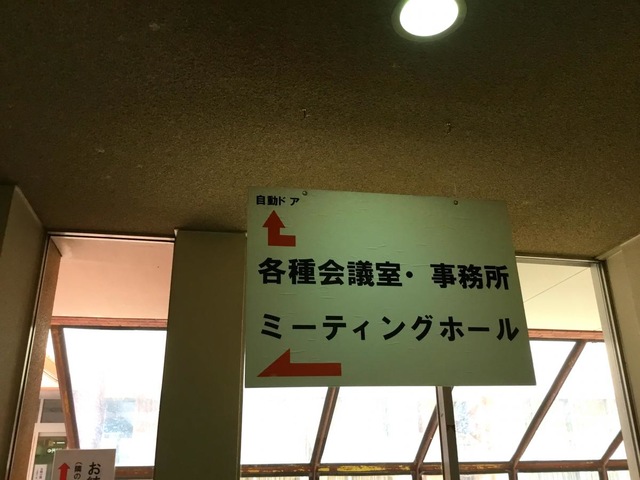 自動ドア
各種会議室・事務所
ミーティングホール